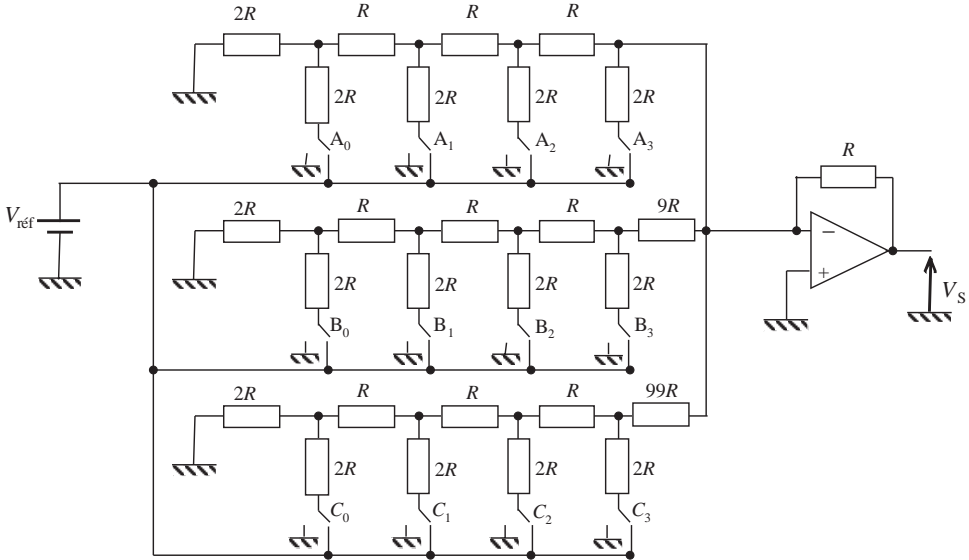 2R R R R
2R 2R 2R 2R
A0 A1 A2 A3
R
Vréf
2R R R R 9R
− +
VS
2R 2R 2R 2R
B0 B1 B2 B3
2R R R R 99R
2R 2R 2R 2R
C0 C1 C2 C3